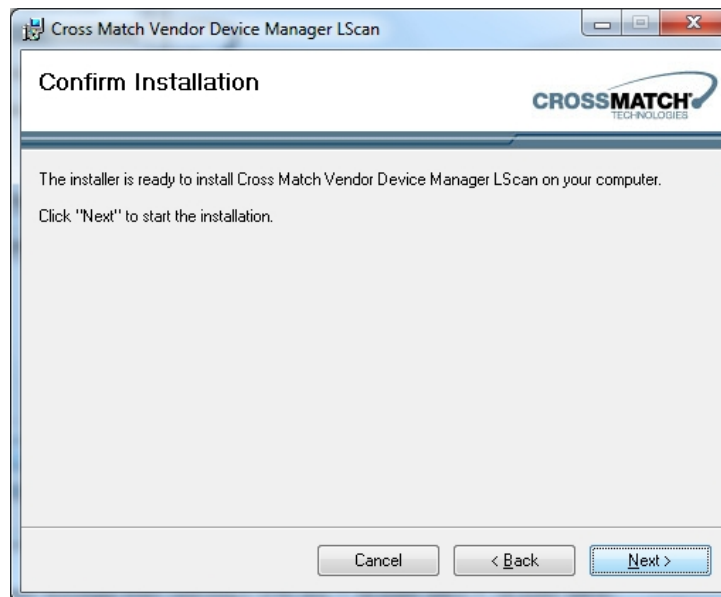 Cross Match Vendor Device Manager LScan
Confirm Installation
CROSSMATCH
TECHNOLOGIES
The installer is ready to install Cross Match Vendor Device Manager LScan on your computer.
Click "Next" to start the installation.
Cancel
< Back
Next >